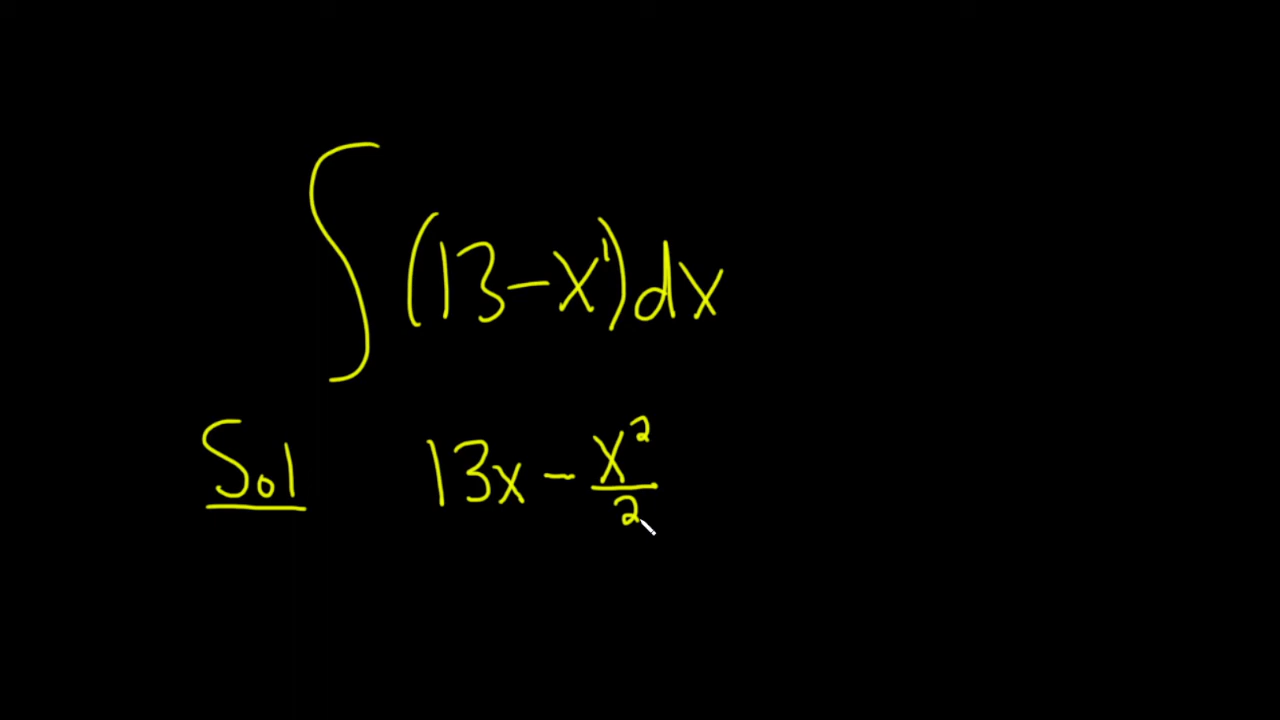 ∫(13-x¹)dx
Sol 13x - x²/2